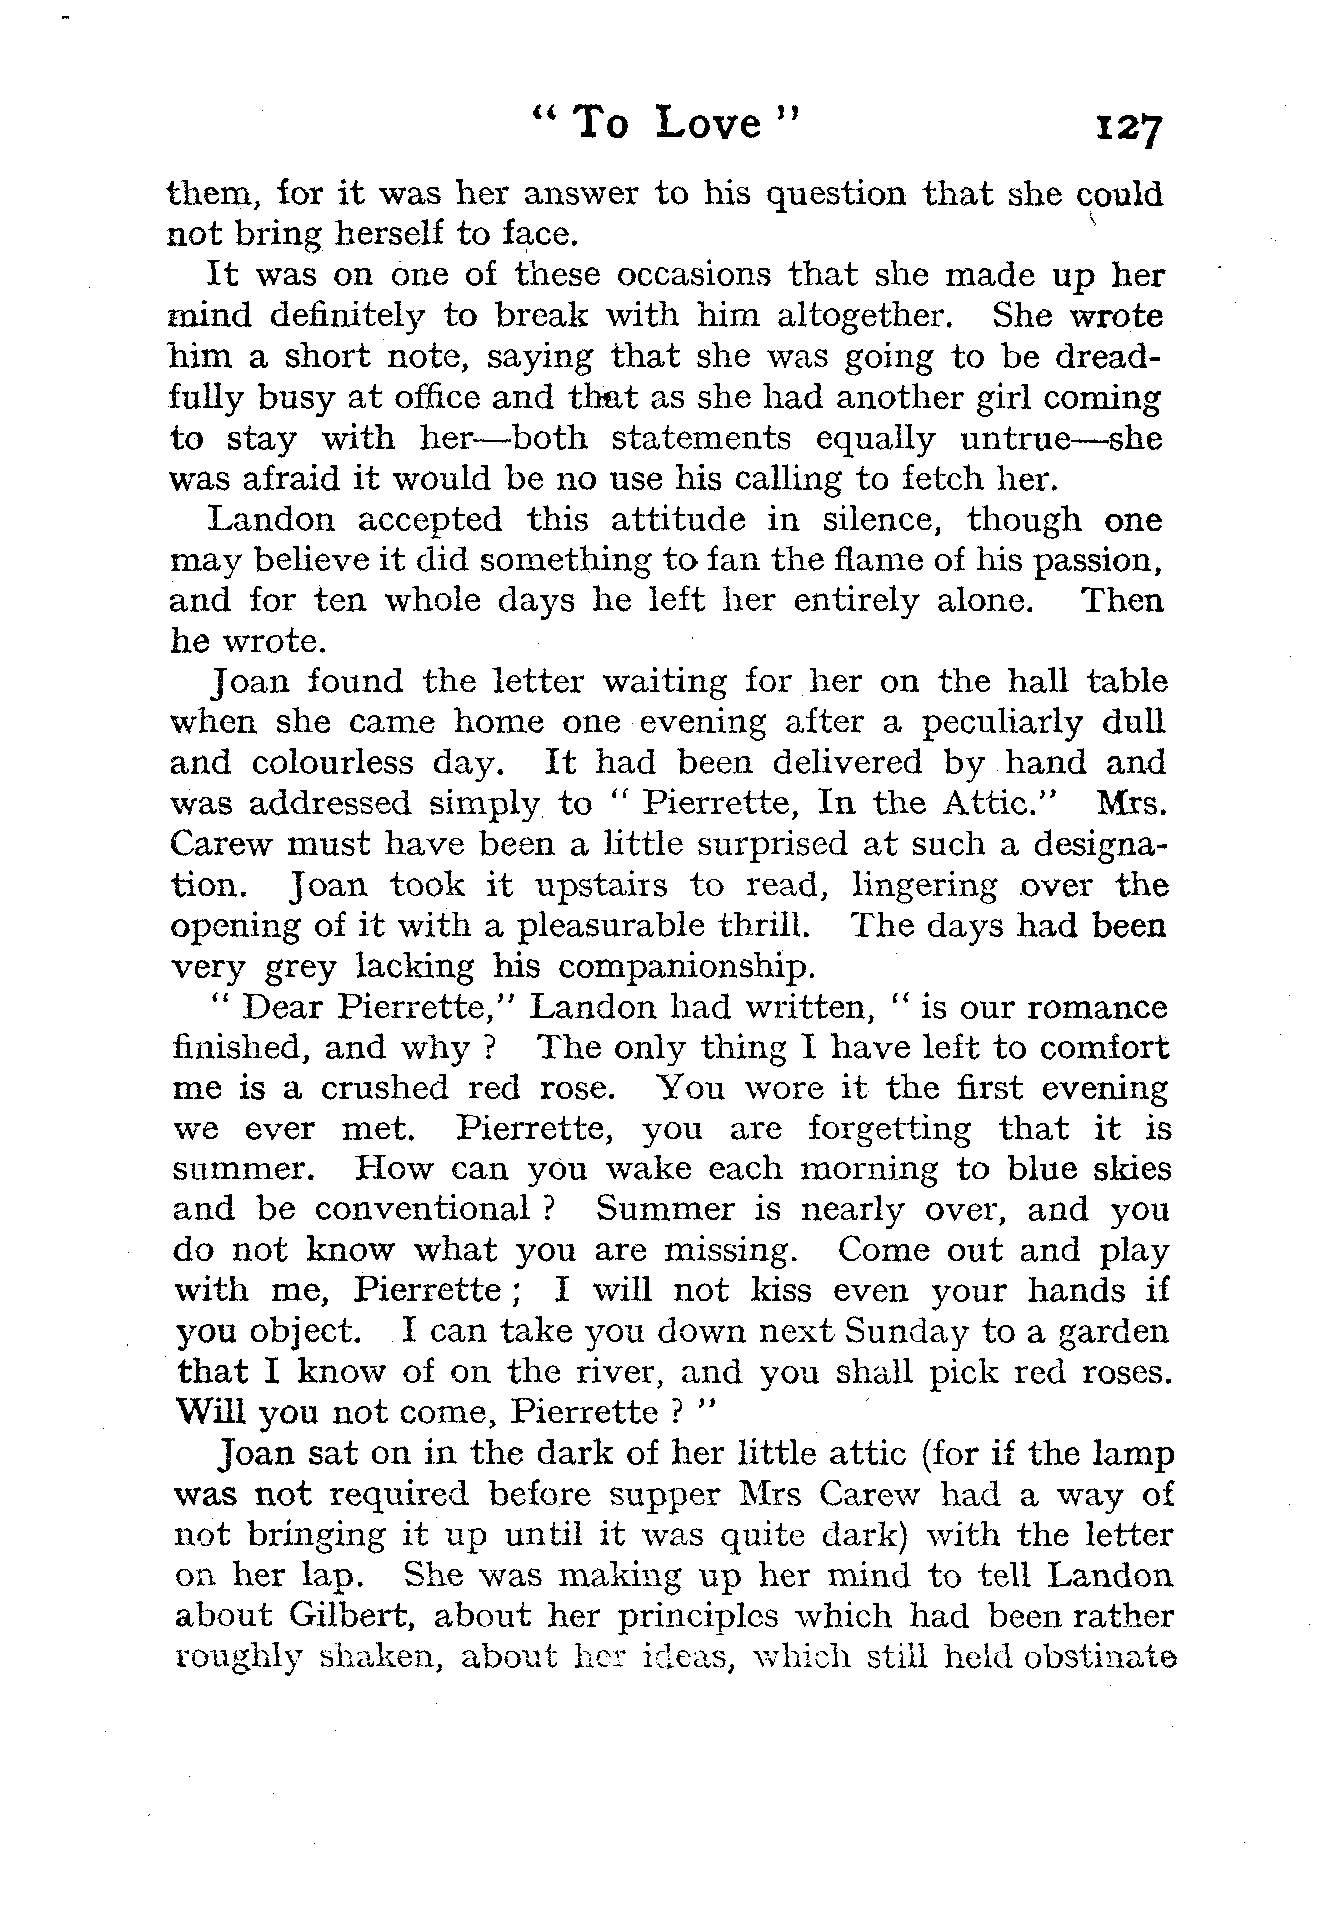 “ To Love ” 127
them, for it was her answer to his question that she could
not bring herself to face.
It was on one of these occasions that she made up her
mind definitely to break with him altogether. She wrote
him a short note, saying that she was going to be dread-
fully busy at office and that as she had another girl coming
to stay with her—both statements equally untrue—she
was afraid it would be no use his calling to fetch her.
Landon accepted this attitude in silence, though one
may believe it did something to fan the flame of his passion,
and for ten whole days he left her entirely alone. Then
he wrote.
Joan found the letter waiting for her on the hall table
when she came home one evening after a peculiarly dull
and colourless day. It had been delivered by hand and
was addressed simply to “ Pierrette, In the Attic.” Mrs.
Carew must have been a little surprised at such a designa-
tion. Joan took it upstairs to read, lingering over the
opening of it with a pleasurable thrill. The days had been
very grey lacking his companionship.
“ Dear Pierrette,” Landon had written, “ is our romance
finished, and why ? The only thing I have left to comfort
me is a crushed red rose. You wore it the first evening
we ever met. Pierrette, you are forgetting that it is
summer. How can you wake each morning to blue skies
and be conventional ? Summer is nearly over, and you
do not know what you are missing. Come out and play
with me, Pierrette ; I will not kiss even your hands if
you object. I can take you down next Sunday to a garden
that I know of on the river, and you shall pick red roses.
Will you not come, Pierrette ? ”
Joan sat on in the dark of her little attic (for if the lamp
was not required before supper Mrs Carew had a way of
not bringing it up until it was quite dark) with the letter
on her lap. She was making up her mind to tell Landon
about Gilbert, about her principles which had been rather
roughly shaken, about her ideas, which still held obstinate